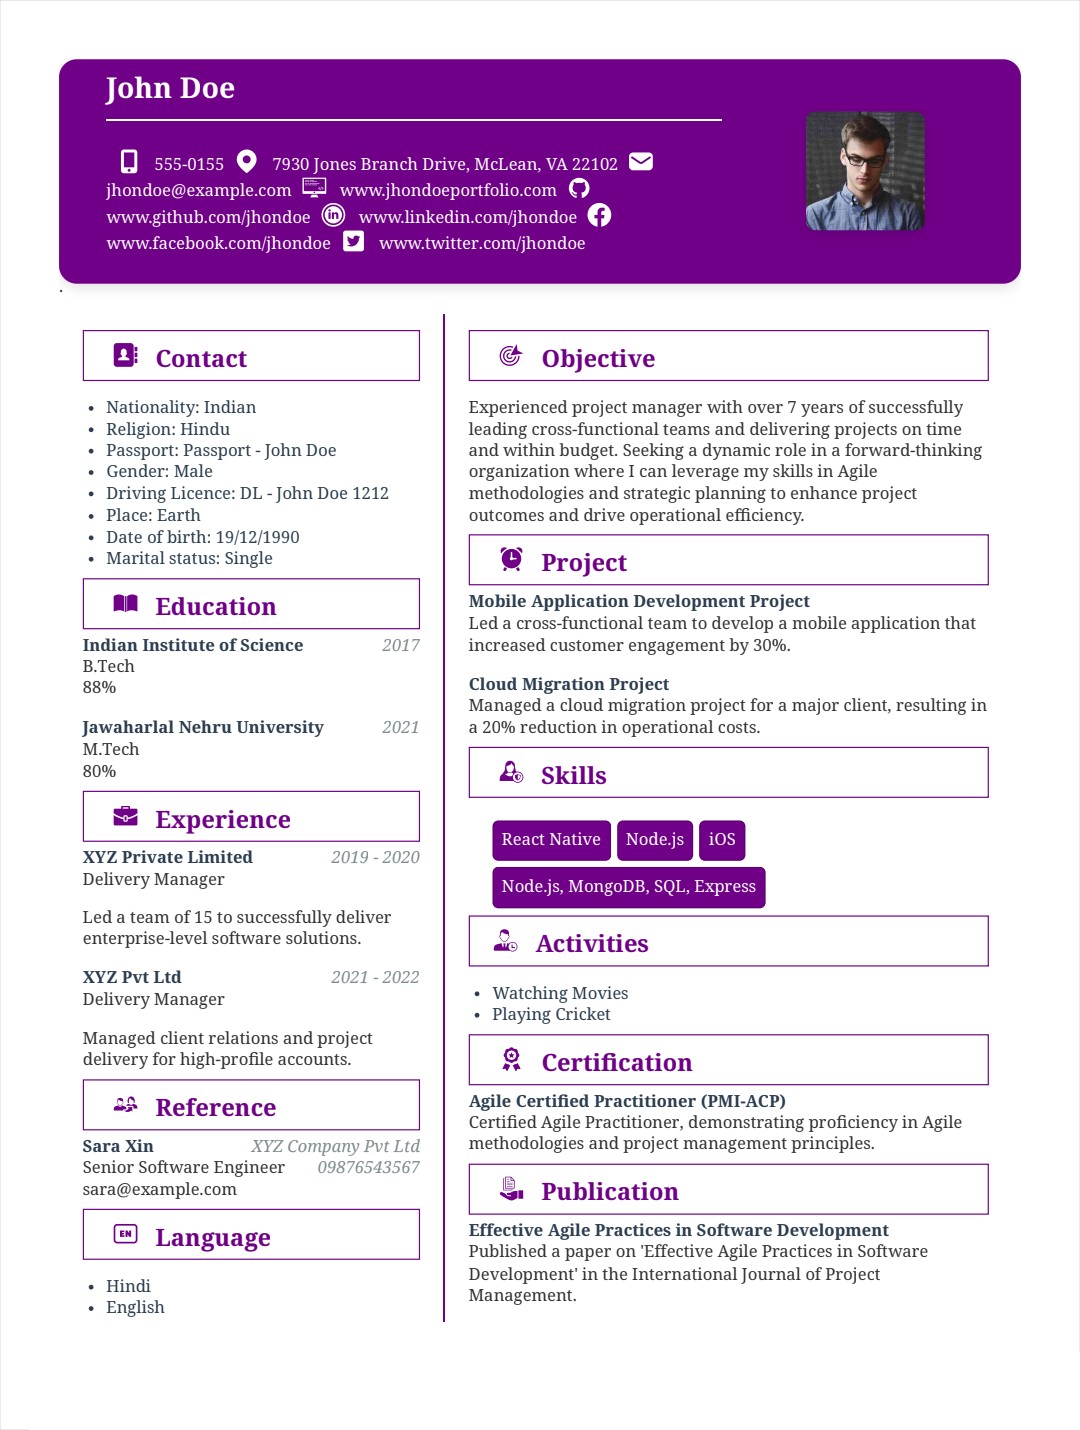 John Doe
555-0155 7930 Jones Branch Drive, McLean, VA 22102
jhondoe@example.com www.jhondoeportfolio.com
www.github.com/jhondoe www.linkedin.com/jhondoe
www.facebook.com/jhondoe www.twitter.com/jhondoe
.
Contact
• Nationality: Indian
• Religion: Hindu
• Passport: Passport - John Doe
• Gender: Male
• Driving Licence: DL - John Doe 1212
• Place: Earth
• Date of birth: 19/12/1990
• Marital status: Single
Education
Indian Institute of Science 2017
B.Tech
88%
Jawaharlal Nehru University 2021
M.Tech
80%
Experience
XYZ Private Limited 2019 - 2020
Delivery Manager
Led a team of 15 to successfully deliver
enterprise-level software solutions.
XYZ Pvt Ltd 2021 - 2022
Delivery Manager
Managed client relations and project
delivery for high-profile accounts.
Reference
Sara Xin XYZ Company Pvt Ltd
Senior Software Engineer 09876543567
sara@example.com
EN Language
• Hindi
• English
Objective
Experienced project manager with over 7 years of successfully
leading cross-functional teams and delivering projects on time
and within budget. Seeking a dynamic role in a forward-thinking
organization where I can leverage my skills in Agile
methodologies and strategic planning to enhance project
outcomes and drive operational efficiency.
Project
Mobile Application Development Project
Led a cross-functional team to develop a mobile application that
increased customer engagement by 30%.
Cloud Migration Project
Managed a cloud migration project for a major client, resulting in
a 20% reduction in operational costs.
Skills
React Native Node.js iOS
Node.js, MongoDB, SQL, Express
Activities
• Watching Movies
• Playing Cricket
Certification
Agile Certified Practitioner (PMI-ACP)
Certified Agile Practitioner, demonstrating proficiency in Agile
methodologies and project management principles.
Publication
Effective Agile Practices in Software Development
Published a paper on 'Effective Agile Practices in Software
Development' in the International Journal of Project
Management.